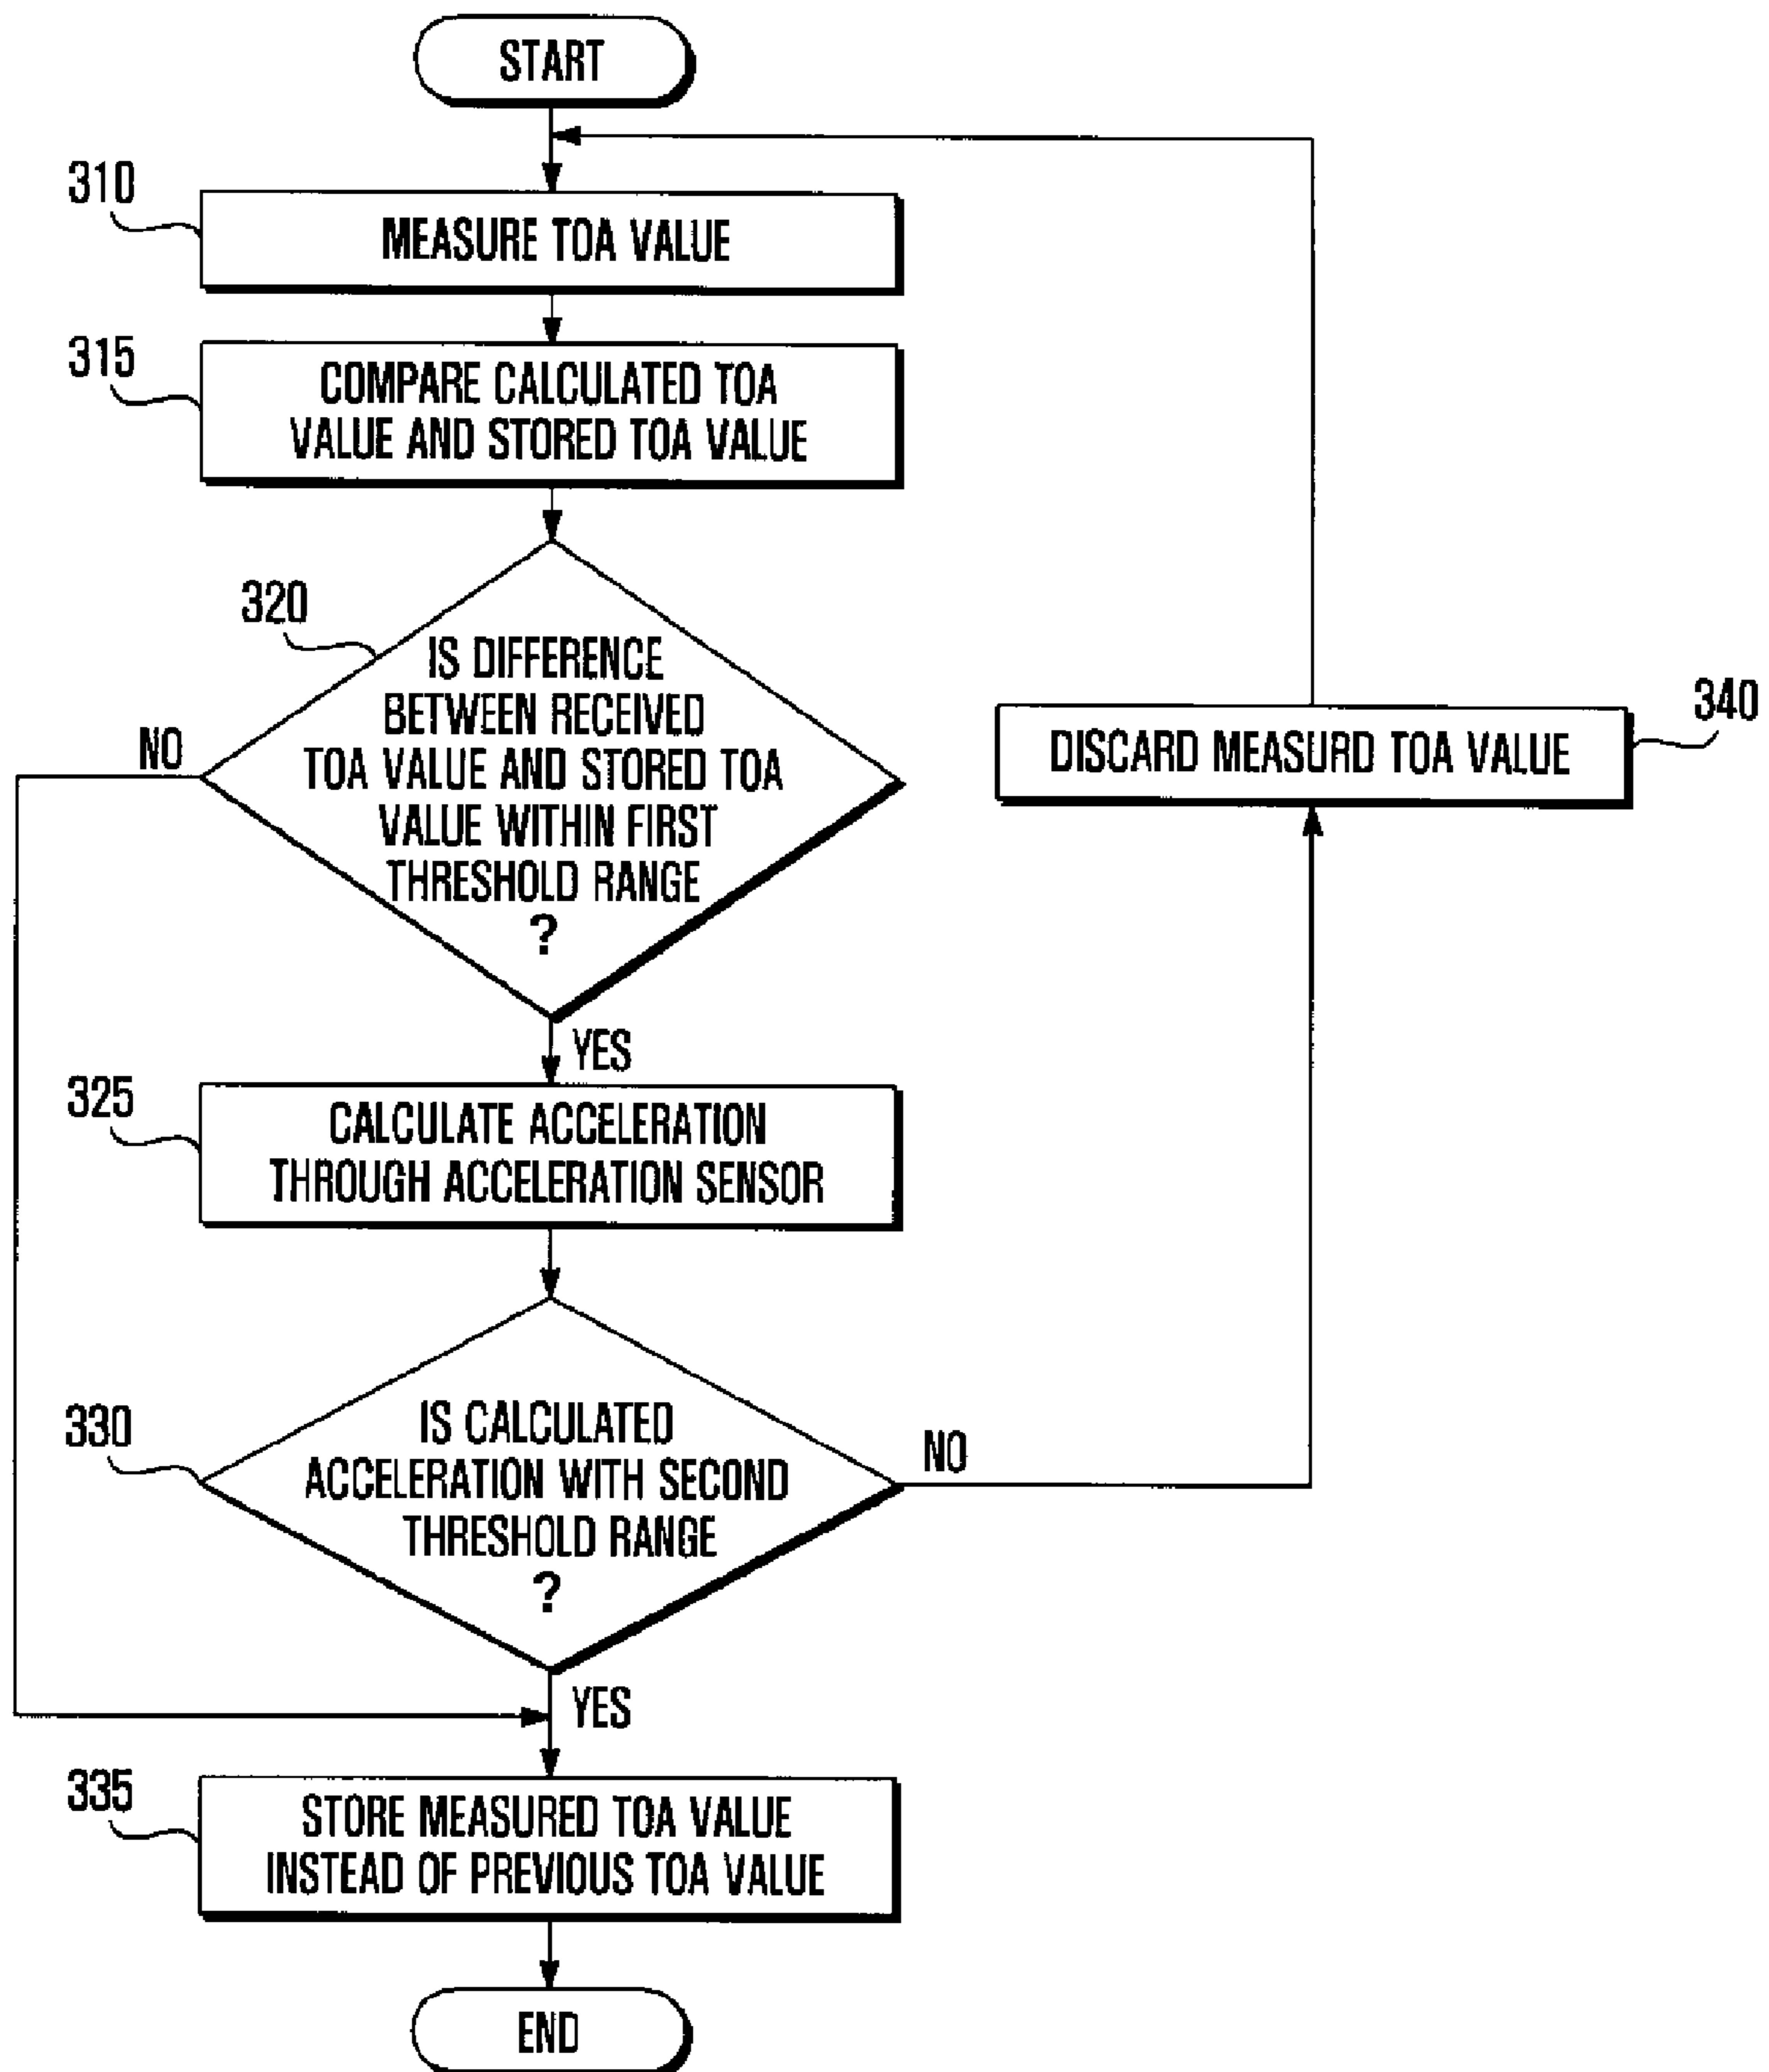 START
310
MEASURE TOA VALUE
315
COMPARE CALCULATED TOA
VALUE AND STORED TOA VALUE
320
IS DIFFERENCE
BETWEEN RECEIVED
TOA VALUE AND STORED TOA
VALUE WITHIN FIRST
THRESHOLD RANGE
?
NO
340
DISCARD MEASURD TOA VALUE
YES
325
CALCULATE ACCELERATION
THROUGH ACCELERATION SENSOR
330
IS CALCULATED
ACCELERATION WITH SECOND
THRESHOLD RANGE
?
NO
YES
335
STORE MEASURED TOA VALUE
INSTEAD OF PREVIOUS TOA VALUE
END